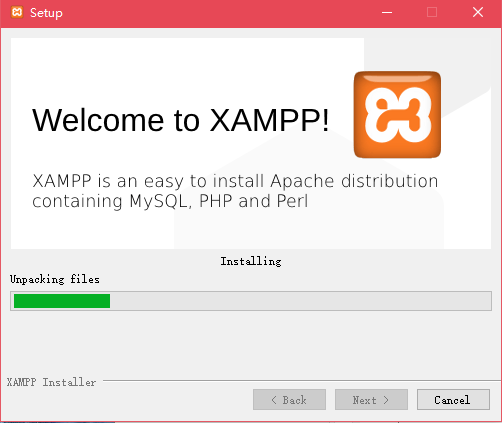 Setup
Welcome to XAMPP!
XAMPP is an easy to install Apache distribution
containing MySQL, PHP and Perl
Installing
Unpacking files
XAMPP Installer
< Back
Next >
Cancel